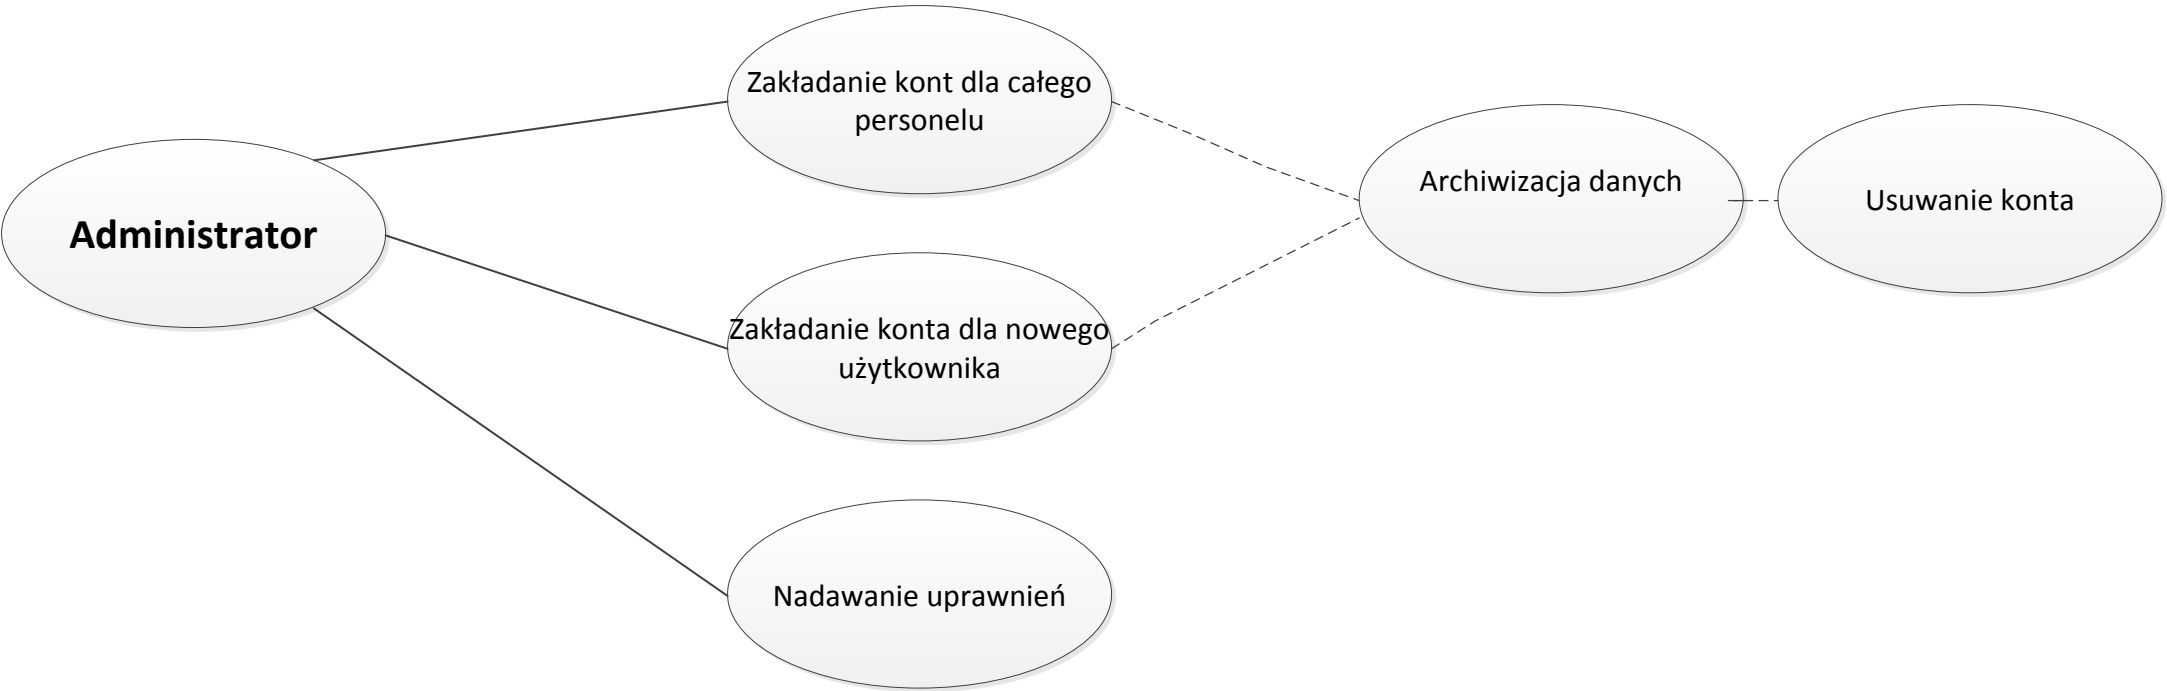 Zakładanie kont dla całego
personelu
Administrator
Archiwizacja danych
Usuwanie konta
Zakładanie konta dla nowego
użytkownika
Nadawanie uprawnień